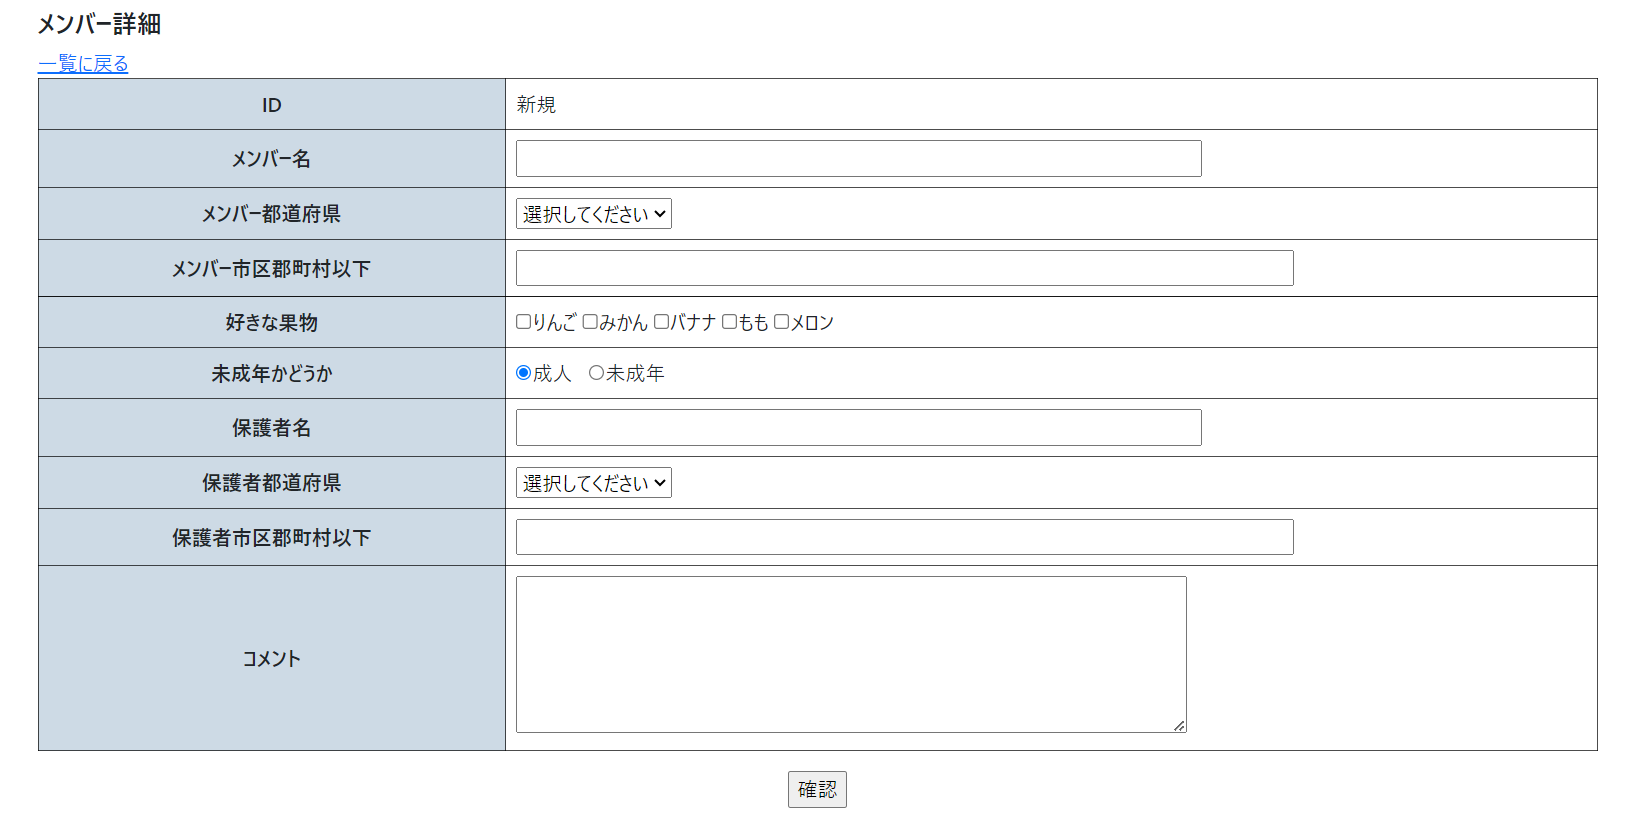 メンバー詳細
一覧に戻る
ID 新規
メンバー名
メンバー都道府県 選択してください
メンバー市区郡町村以下
好きな果物 りんご みかん バナナ もも メロン
未成年かどうか 成人 未成年
保護者名
保護者都道府県 選択してください
保護者市区郡町村以下
コメント
確認